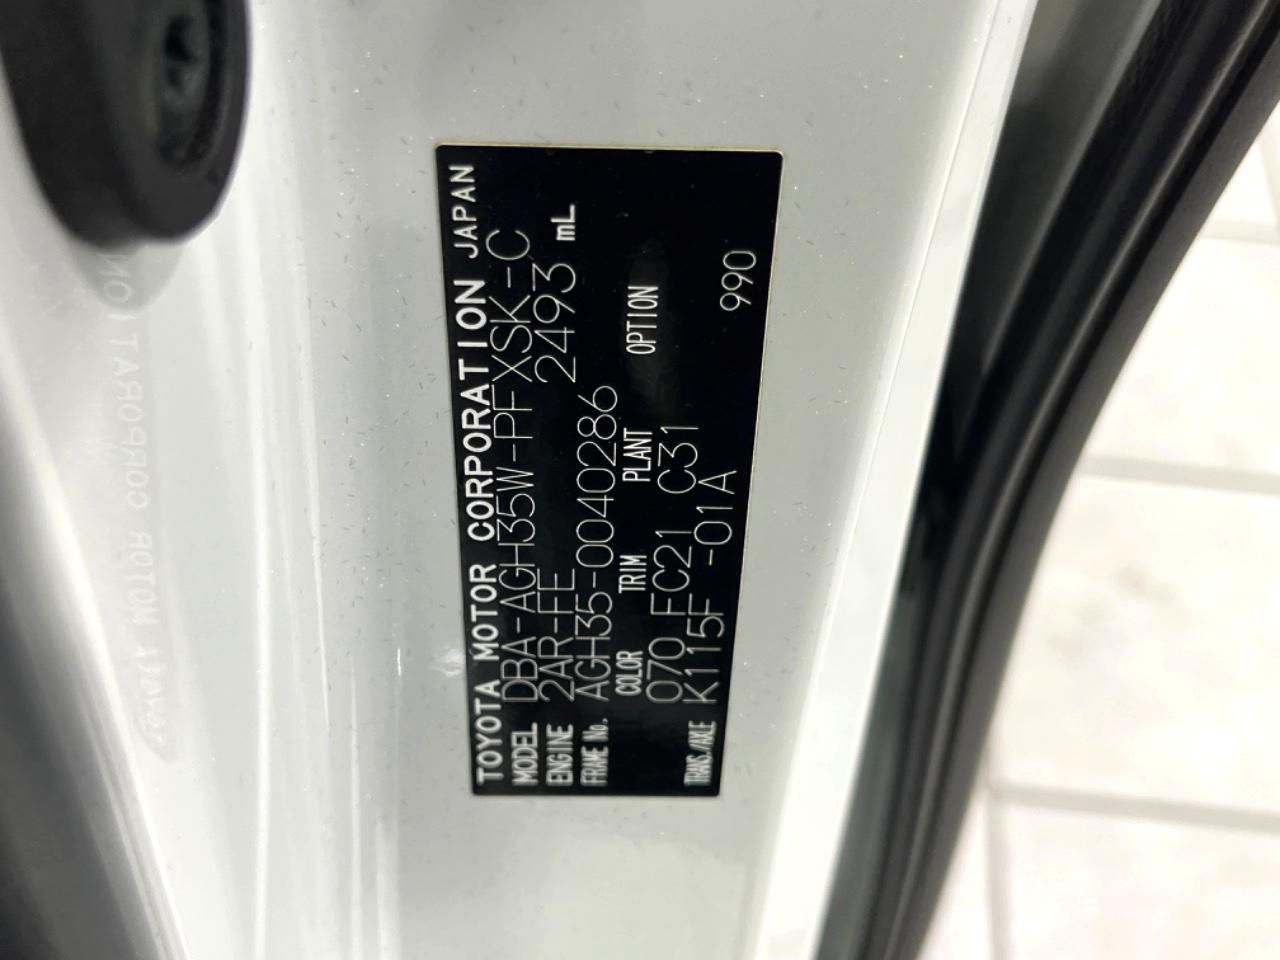 TOYOTA MOTOR CORPORATION JAPAN
MODEL DBA-AGH35W-PFXSK-C
ENGINE 2AR-FE 2493 mL
FRAME No. AGH35-0040286
COLOR TRIM PLANT OPTION
070 FC21 C31
TRANS./AXLE K115F -01A 990